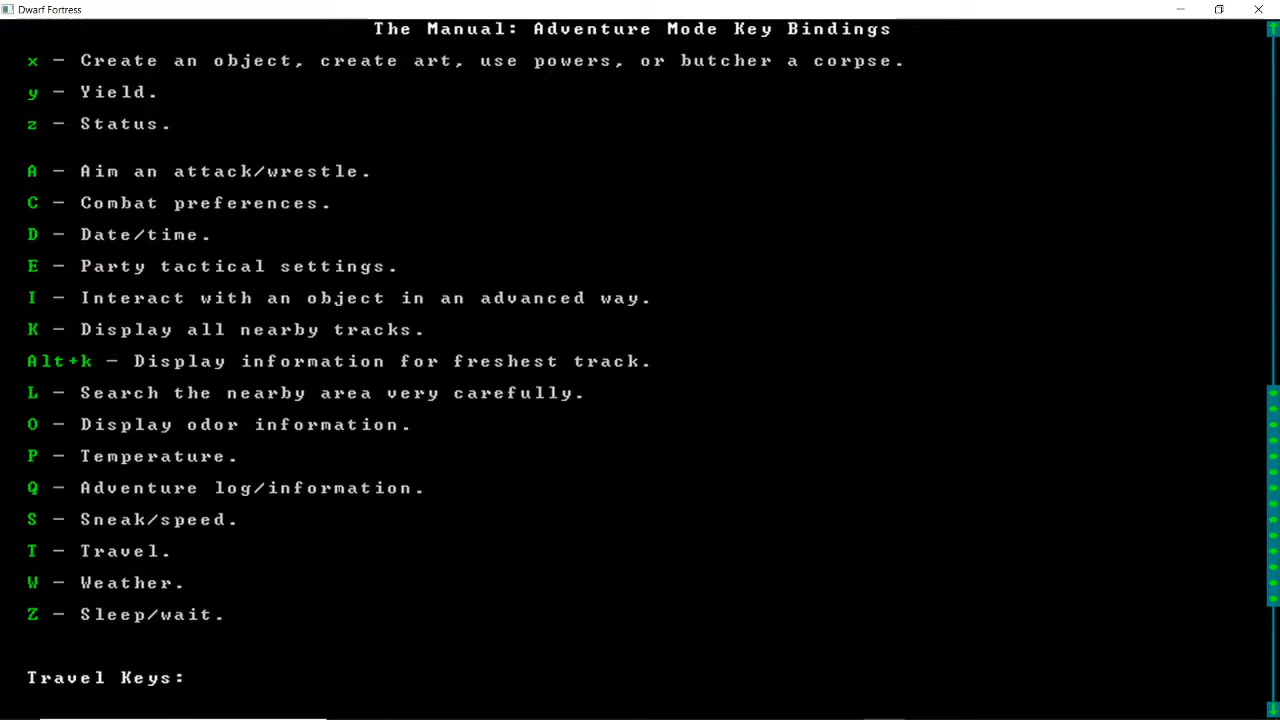 Dwarf Fortress
The Manual: Adventure Mode Key Bindings
x - Create an object, create art, use powers, or butcher a corpse.
y - Yield.
z - Status.
A - Aim an attack/wrestle.
C - Combat preferences.
D - Date/time.
E - Party tactical settings.
I - Interact with an object in an advanced way.
K - Display all nearby tracks.
Alt+k - Display information for freshest track.
L - Search the nearby area very carefully.
O - Display odor information.
P - Temperature.
Q - Adventure log/information.
S - Sneak/speed.
T - Travel.
W - Weather.
Z - Sleep/wait.
Travel Keys: